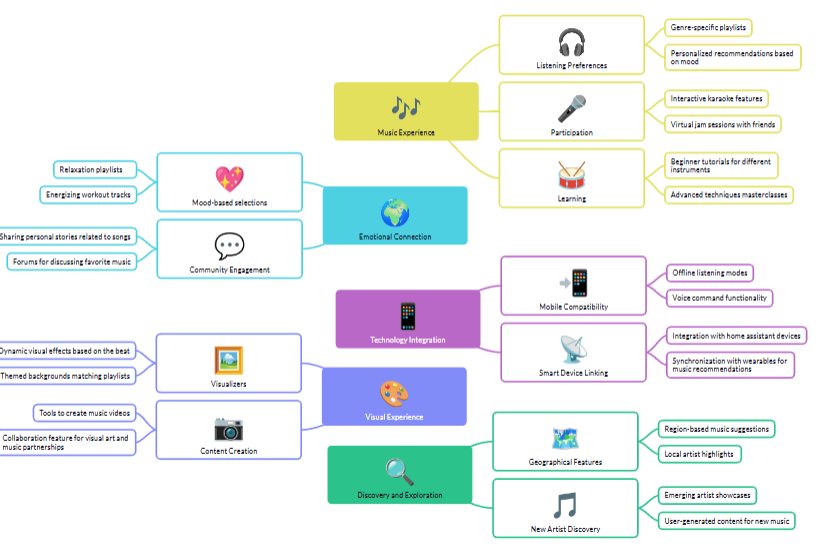 Music Experience
Listening Preferences
Genre-specific playlists
Personalized recommendations based
on mood
Participation
Interactive karaoke features
Virtual jam sessions with friends
Learning
Beginner tutorials for different
instruments
Advanced techniques masterclasses
Emotional Connection
Mood-based selections
Relaxation playlists
Energizing workout tracks
Community Engagement
Sharing personal stories related to songs
Forums for discussing favorite music
Technology Integration
Mobile Compatibility
Offline listening modes
Voice command functionality
Smart Device Linking
Integration with home assistant devices
Synchronization with wearables for
music recommendations
Visual Experience
Visualizers
Dynamic visual effects based on the beat
Themed backgrounds matching playlists
Content Creation
Tools to create music videos
Collaboration feature for visual art and
music partnerships
Discovery and Exploration
Geographical Features
Region-based music suggestions
Local artist highlights
New Artist Discovery
Emerging artist showcases
User-generated content for new music